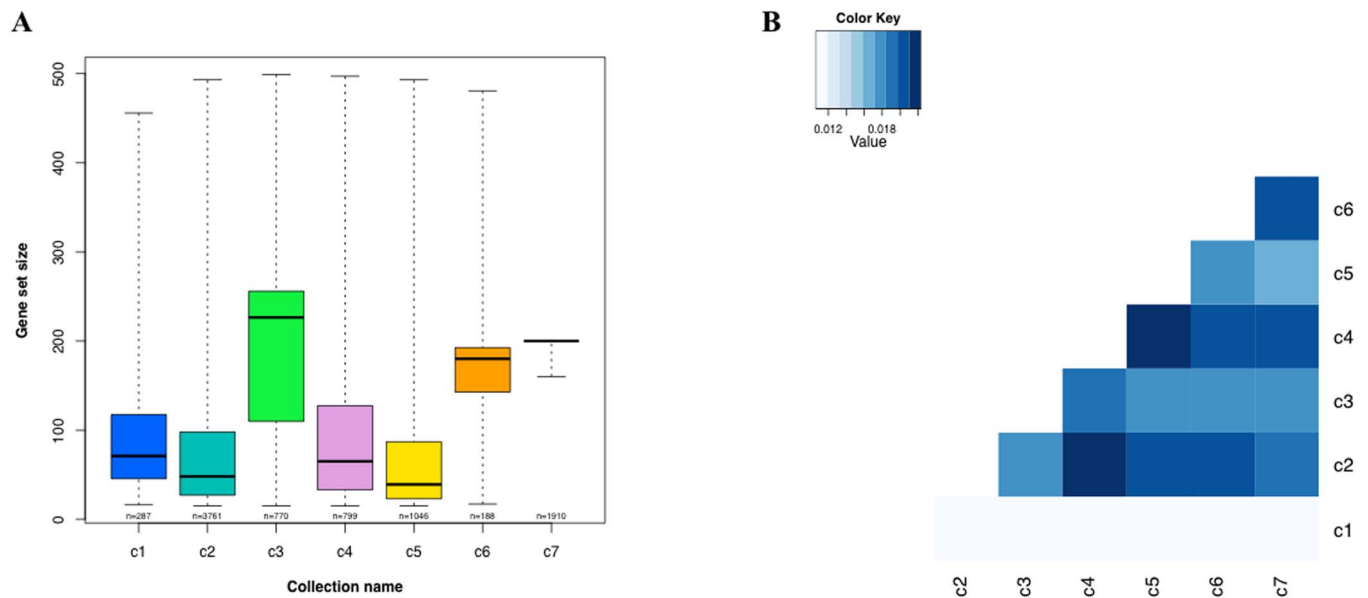 A
500
400
300
200
100
0
Gene set size
n=287 n=3761 n=770 n=799 n=1046 n=188 n=1910
c1 c2 c3 c4 c5 c6 c7
Collection name
B
Color Key
0.012 0.018
Value
c6
c5
c4
c3
c2
c1
c2 c3 c4 c5 c6 c7